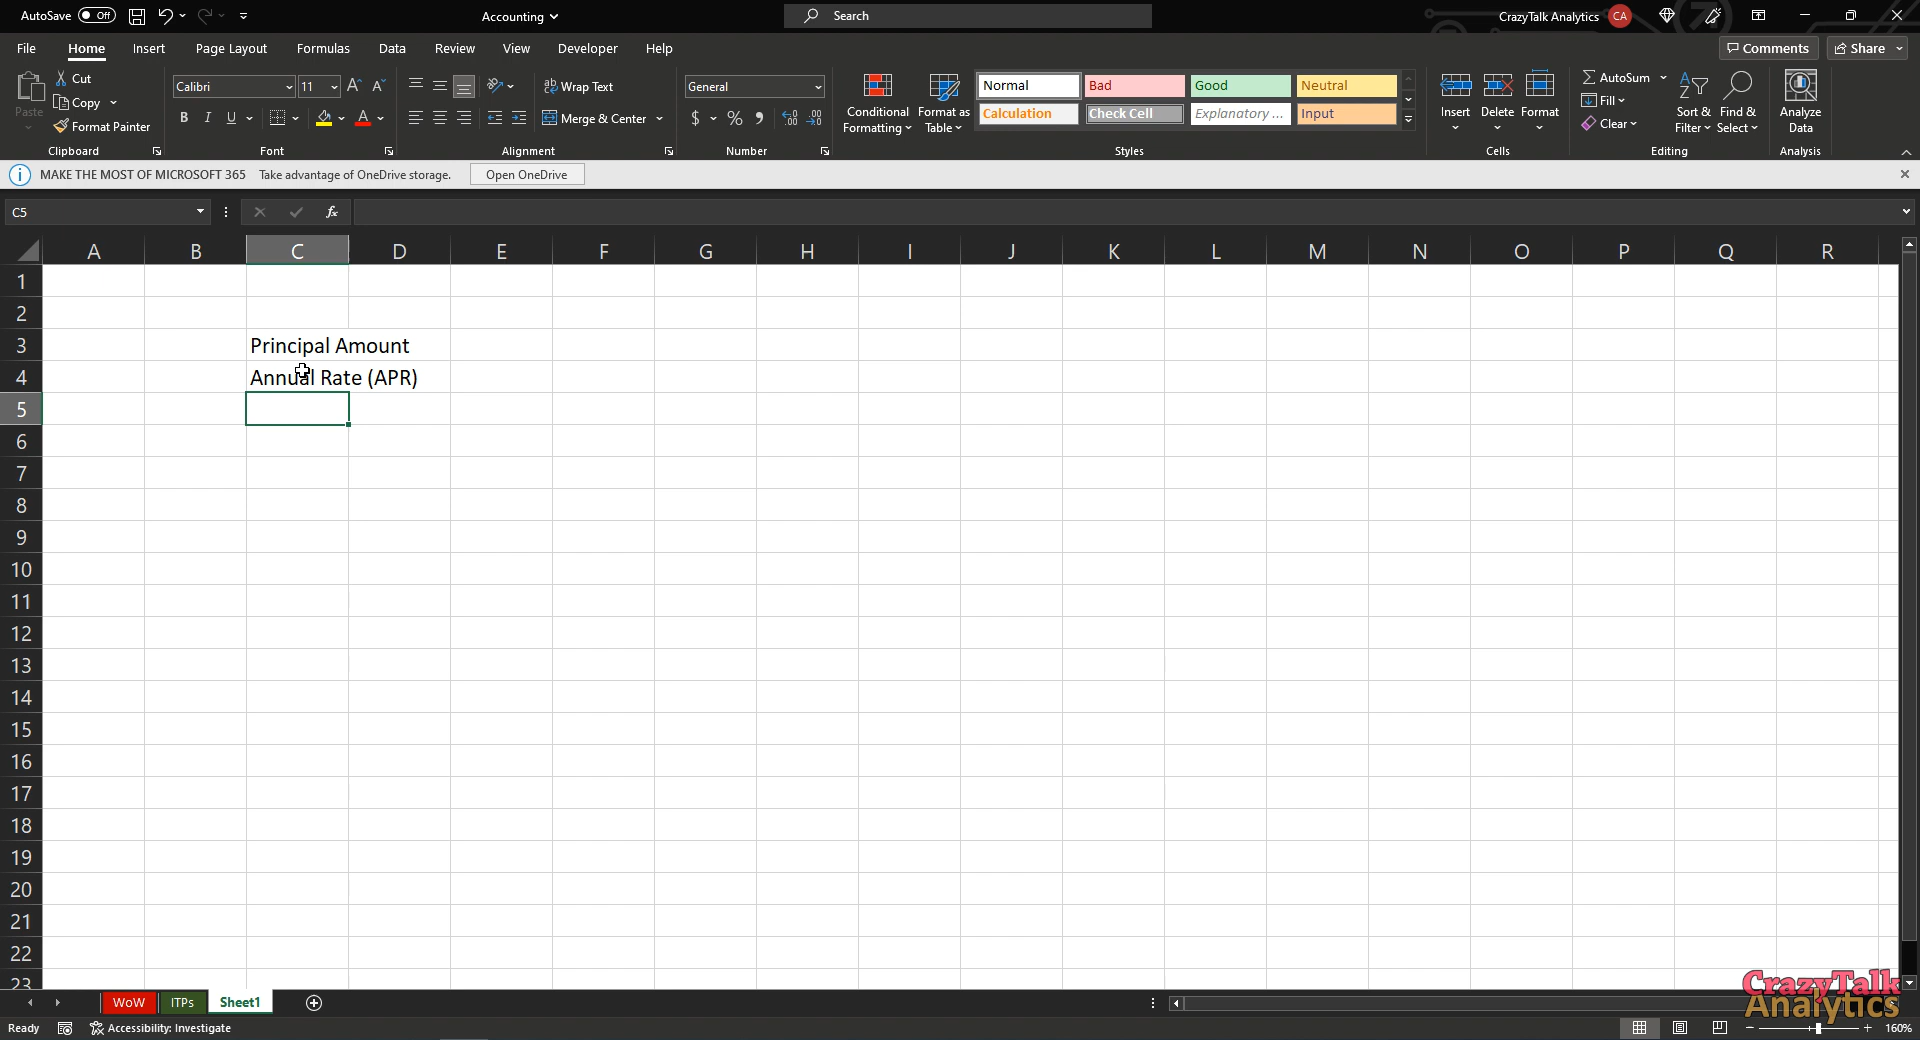 AutoSave Off Accounting Search CrazyTalk Analytics CA
File Home Insert Page Layout Formulas Data Review View Developer Help Comments Share
Paste
Cut
Copy
Format Painter
Clipboard
Calibri 11
B I U A
Font
Wrap Text
Merge & Center
Alignment
General
$ %
Number
Conditional Formatting
Format as Table
Normal Bad Good Neutral
Calculation Check Cell Explanatory ... Input
Styles
Insert Delete Format
Cells
AutoSum
Fill
Clear
Sort & Filter
Find & Select
Editing
Analyze Data
Analysis
MAKE THE MOST OF MICROSOFT 365 Take advantage of OneDrive storage. Open OneDrive
C5 fx
A B C D E F G H I J K L M N O P Q R
1
2
3 Principal Amount
4 Annual Rate (APR)
5
6
7
8
9
10
11
12
13
14
15
16
17
18
19
20
21
22
23
CrazyTalk
Analytics
WoW ITPs Sheet1
Ready Accessibility: Investigate 160%